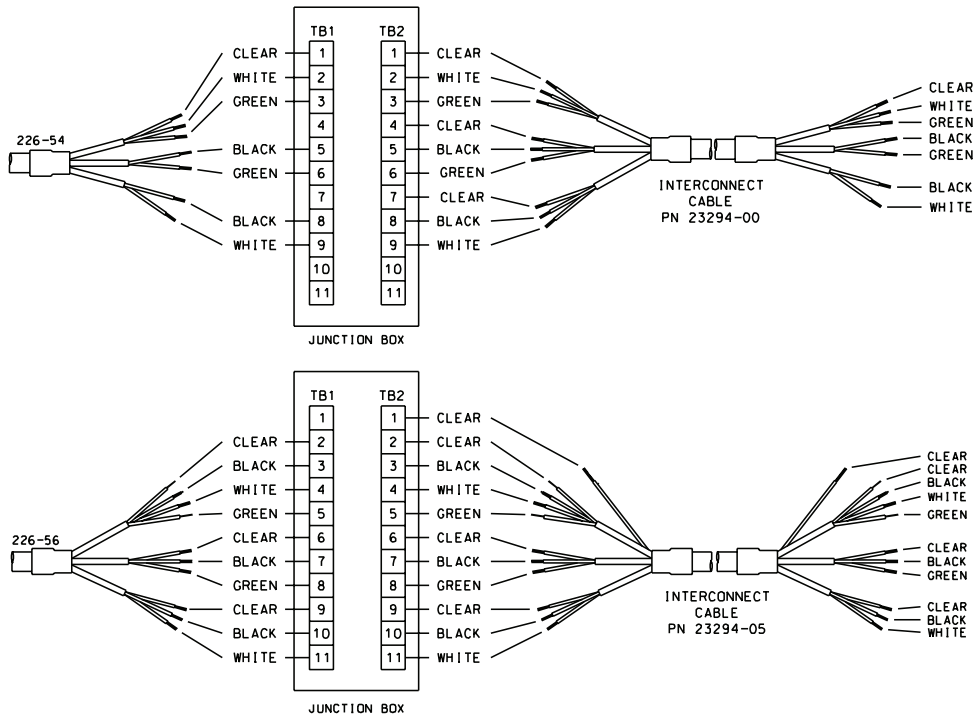 TB1 TB2
CLEAR 1 1 CLEAR
WHITE 2 2 WHITE
GREEN 3 3 GREEN
4 4 CLEAR
BLACK 5 5 BLACK
GREEN 6 6 GREEN
7 7 CLEAR
BLACK 8 8 BLACK
WHITE 9 9 WHITE
10 10
11 11
226-54
JUNCTION BOX
INTERCONNECT
CABLE
PN 23294-00
CLEAR
WHITE
GREEN
BLACK
GREEN
BLACK
WHITE
TB1 TB2
1 1 CLEAR
CLEAR 2 2 CLEAR
BLACK 3 3 BLACK
WHITE 4 4 WHITE
GREEN 5 5 GREEN
CLEAR 6 6 CLEAR
BLACK 7 7 BLACK
GREEN 8 8 GREEN
CLEAR 9 9 CLEAR
BLACK 10 10 BLACK
WHITE 11 11 WHITE
226-56
JUNCTION BOX
INTERCONNECT
CABLE
PN 23294-05
CLEAR
CLEAR
BLACK
WHITE
GREEN
CLEAR
BLACK
GREEN
CLEAR
BLACK
WHITE